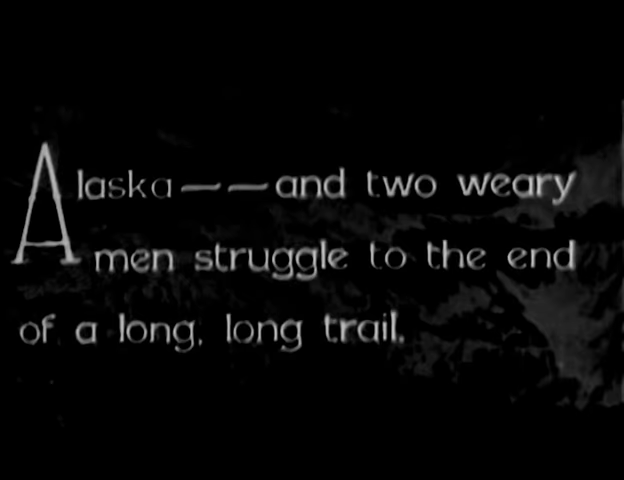 Alaska — — and two weary
men struggle to the end
of a long, long trail.